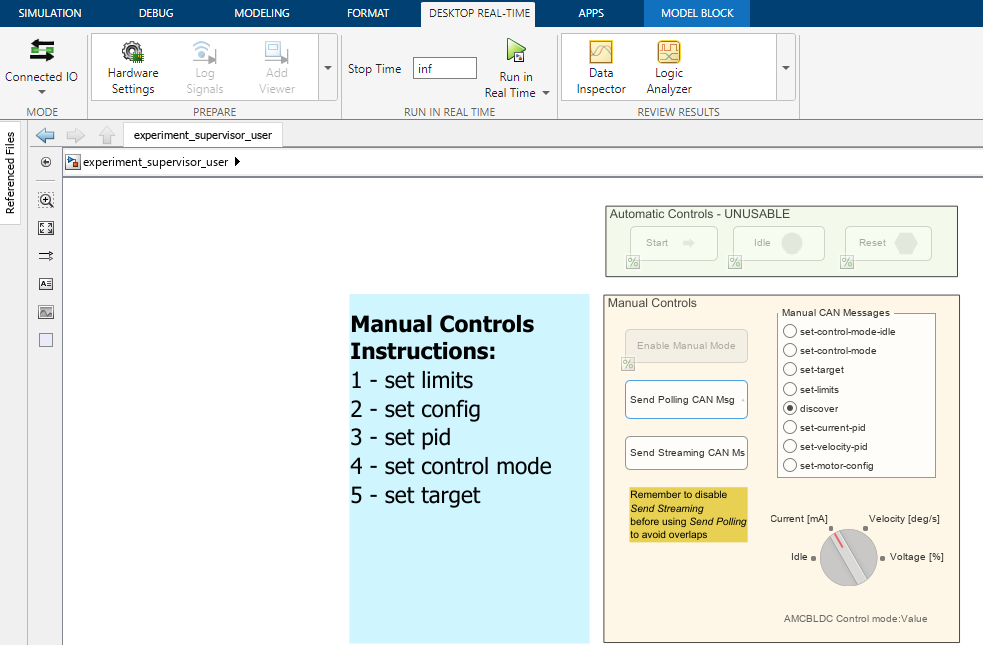 SIMULATION DEBUG MODELING FORMAT DESKTOP REAL-TIME APPS MODEL BLOCK
Connected IO
MODE
Hardware
Settings
Log
Signals
Add
Viewer
PREPARE
Stop Time inf
Run in
Real Time
RUN IN REAL TIME
Data
Inspector
Logic
Analyzer
REVIEW RESULTS
Referenced Files
experiment_supervisor_user
experiment_supervisor_user
Automatic Controls - UNUSABLE
Start Idle Reset
% % %
Manual Controls
Instructions:
1 - set limits
2 - set config
3 - set pid
4 - set control mode
5 - set target
Manual Controls
Enable Manual Mode
%
Send Polling CAN Msg
Send Streaming CAN Ms
Remember to disable
Send Streaming
before using Send Polling
to avoid overlaps
Manual CAN Messages
set-control-mode-idle
set-control-mode
set-target
set-limits
discover
set-current-pid
set-velocity-pid
set-motor-config
Current [mA] Velocity [deg/s]
Idle Voltage [%]
AMCBLDC Control mode:Value